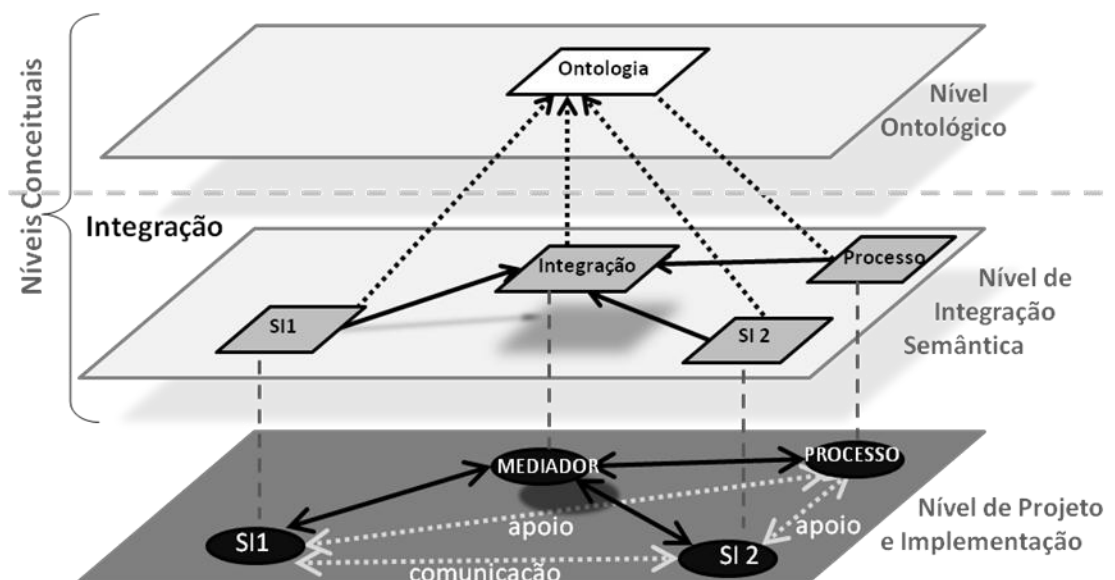 Níveis Conceituais
Ontologia
Nível
Ontológico
Integração
Integração
Processo
SI1
SI 2
Nível de
Integração
Semântica
MEDIADOR
PROCESSO
apoio
apoio
SI1
SI 2
comunicação
Nível de Projeto
e Implementação